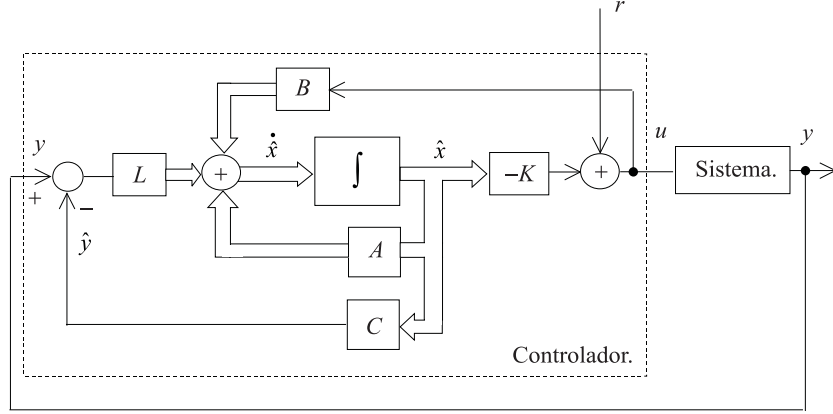 r
B
u
y
y
L
+
ẋ̂
∫
x̂
−K
+
Sistema.
+
−
ŷ
A
C
Controlador.